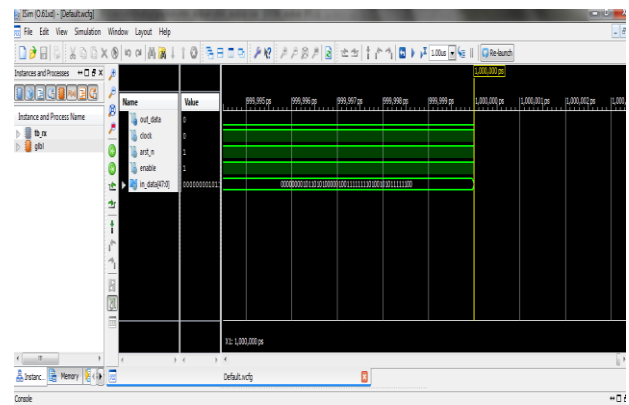 ISim (O.61xd) - [Default.wcfg]
File Edit View Simulation Window Layout Help
1.00us Re-launch
Instances and Processes
1,000,000 ps
Name Value
999,995 ps 999,996 ps 999,997 ps 999,998 ps 999,999 ps 1,000,000 ps 1,000,001 ps 1,000,002 ps 1,000,
Instance and Process Name
out_data 0
tb_rx
clock 0
glbl
arst_n 1
enable 1
in_data[47:0] 000000001011
X1: 1,000,000 ps
Instanc... Memory
Default.wcfg
Console